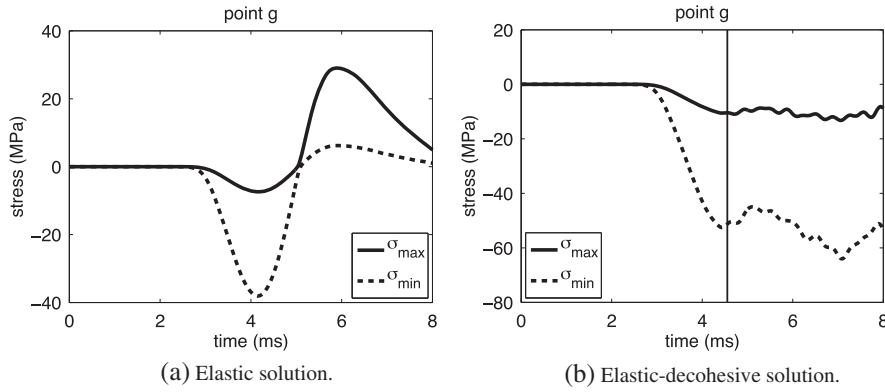 point g
40
20
0
−20
−40
stress (MPa)
σmax
σmin
0 2 4 6 8
time (ms)
(a) Elastic solution.
point g
20
0
−20
−40
−60
−80
stress (MPa)
σmax
σmin
0 2 4 6 8
time (ms)
(b) Elastic-decohesive solution.